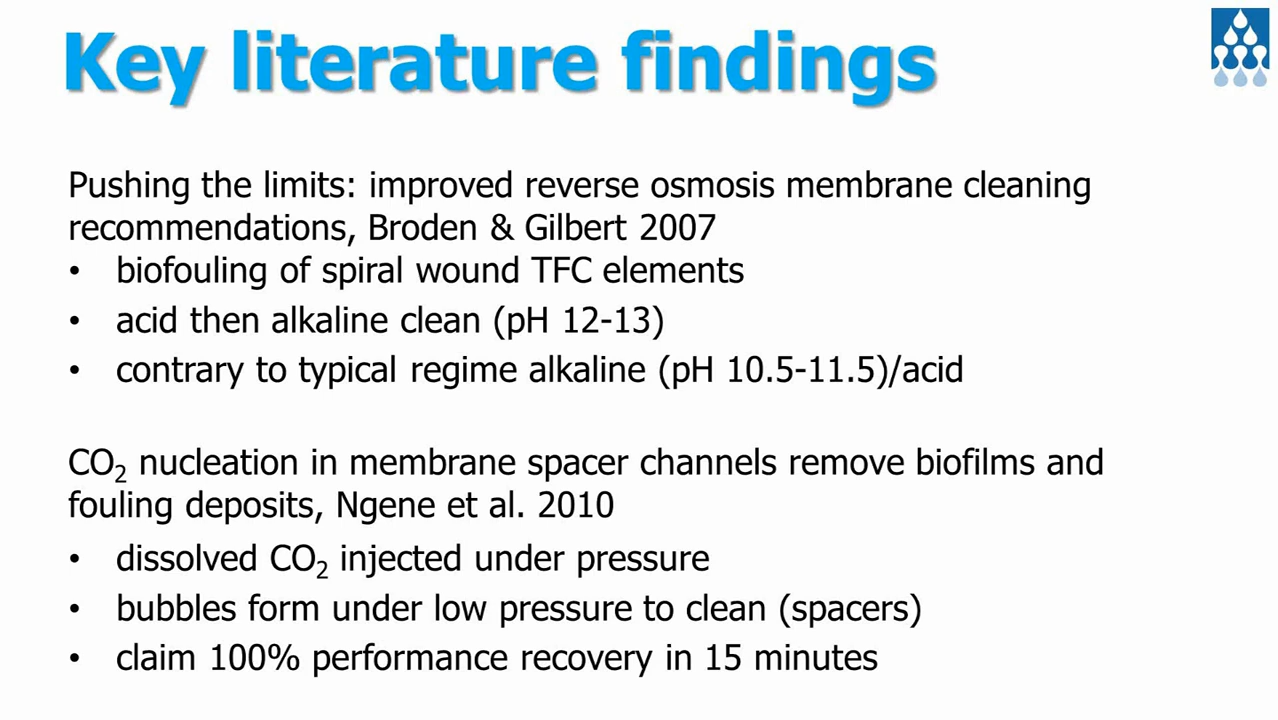 Key literature findings
Pushing the limits: improved reverse osmosis membrane cleaning
recommendations, Broden & Gilbert 2007
• biofouling of spiral wound TFC elements
• acid then alkaline clean (pH 12-13)
• contrary to typical regime alkaline (pH 10.5-11.5)/acid
CO₂ nucleation in membrane spacer channels remove biofilms and
fouling deposits, Ngene et al. 2010
• dissolved CO₂ injected under pressure
• bubbles form under low pressure to clean (spacers)
• claim 100% performance recovery in 15 minutes